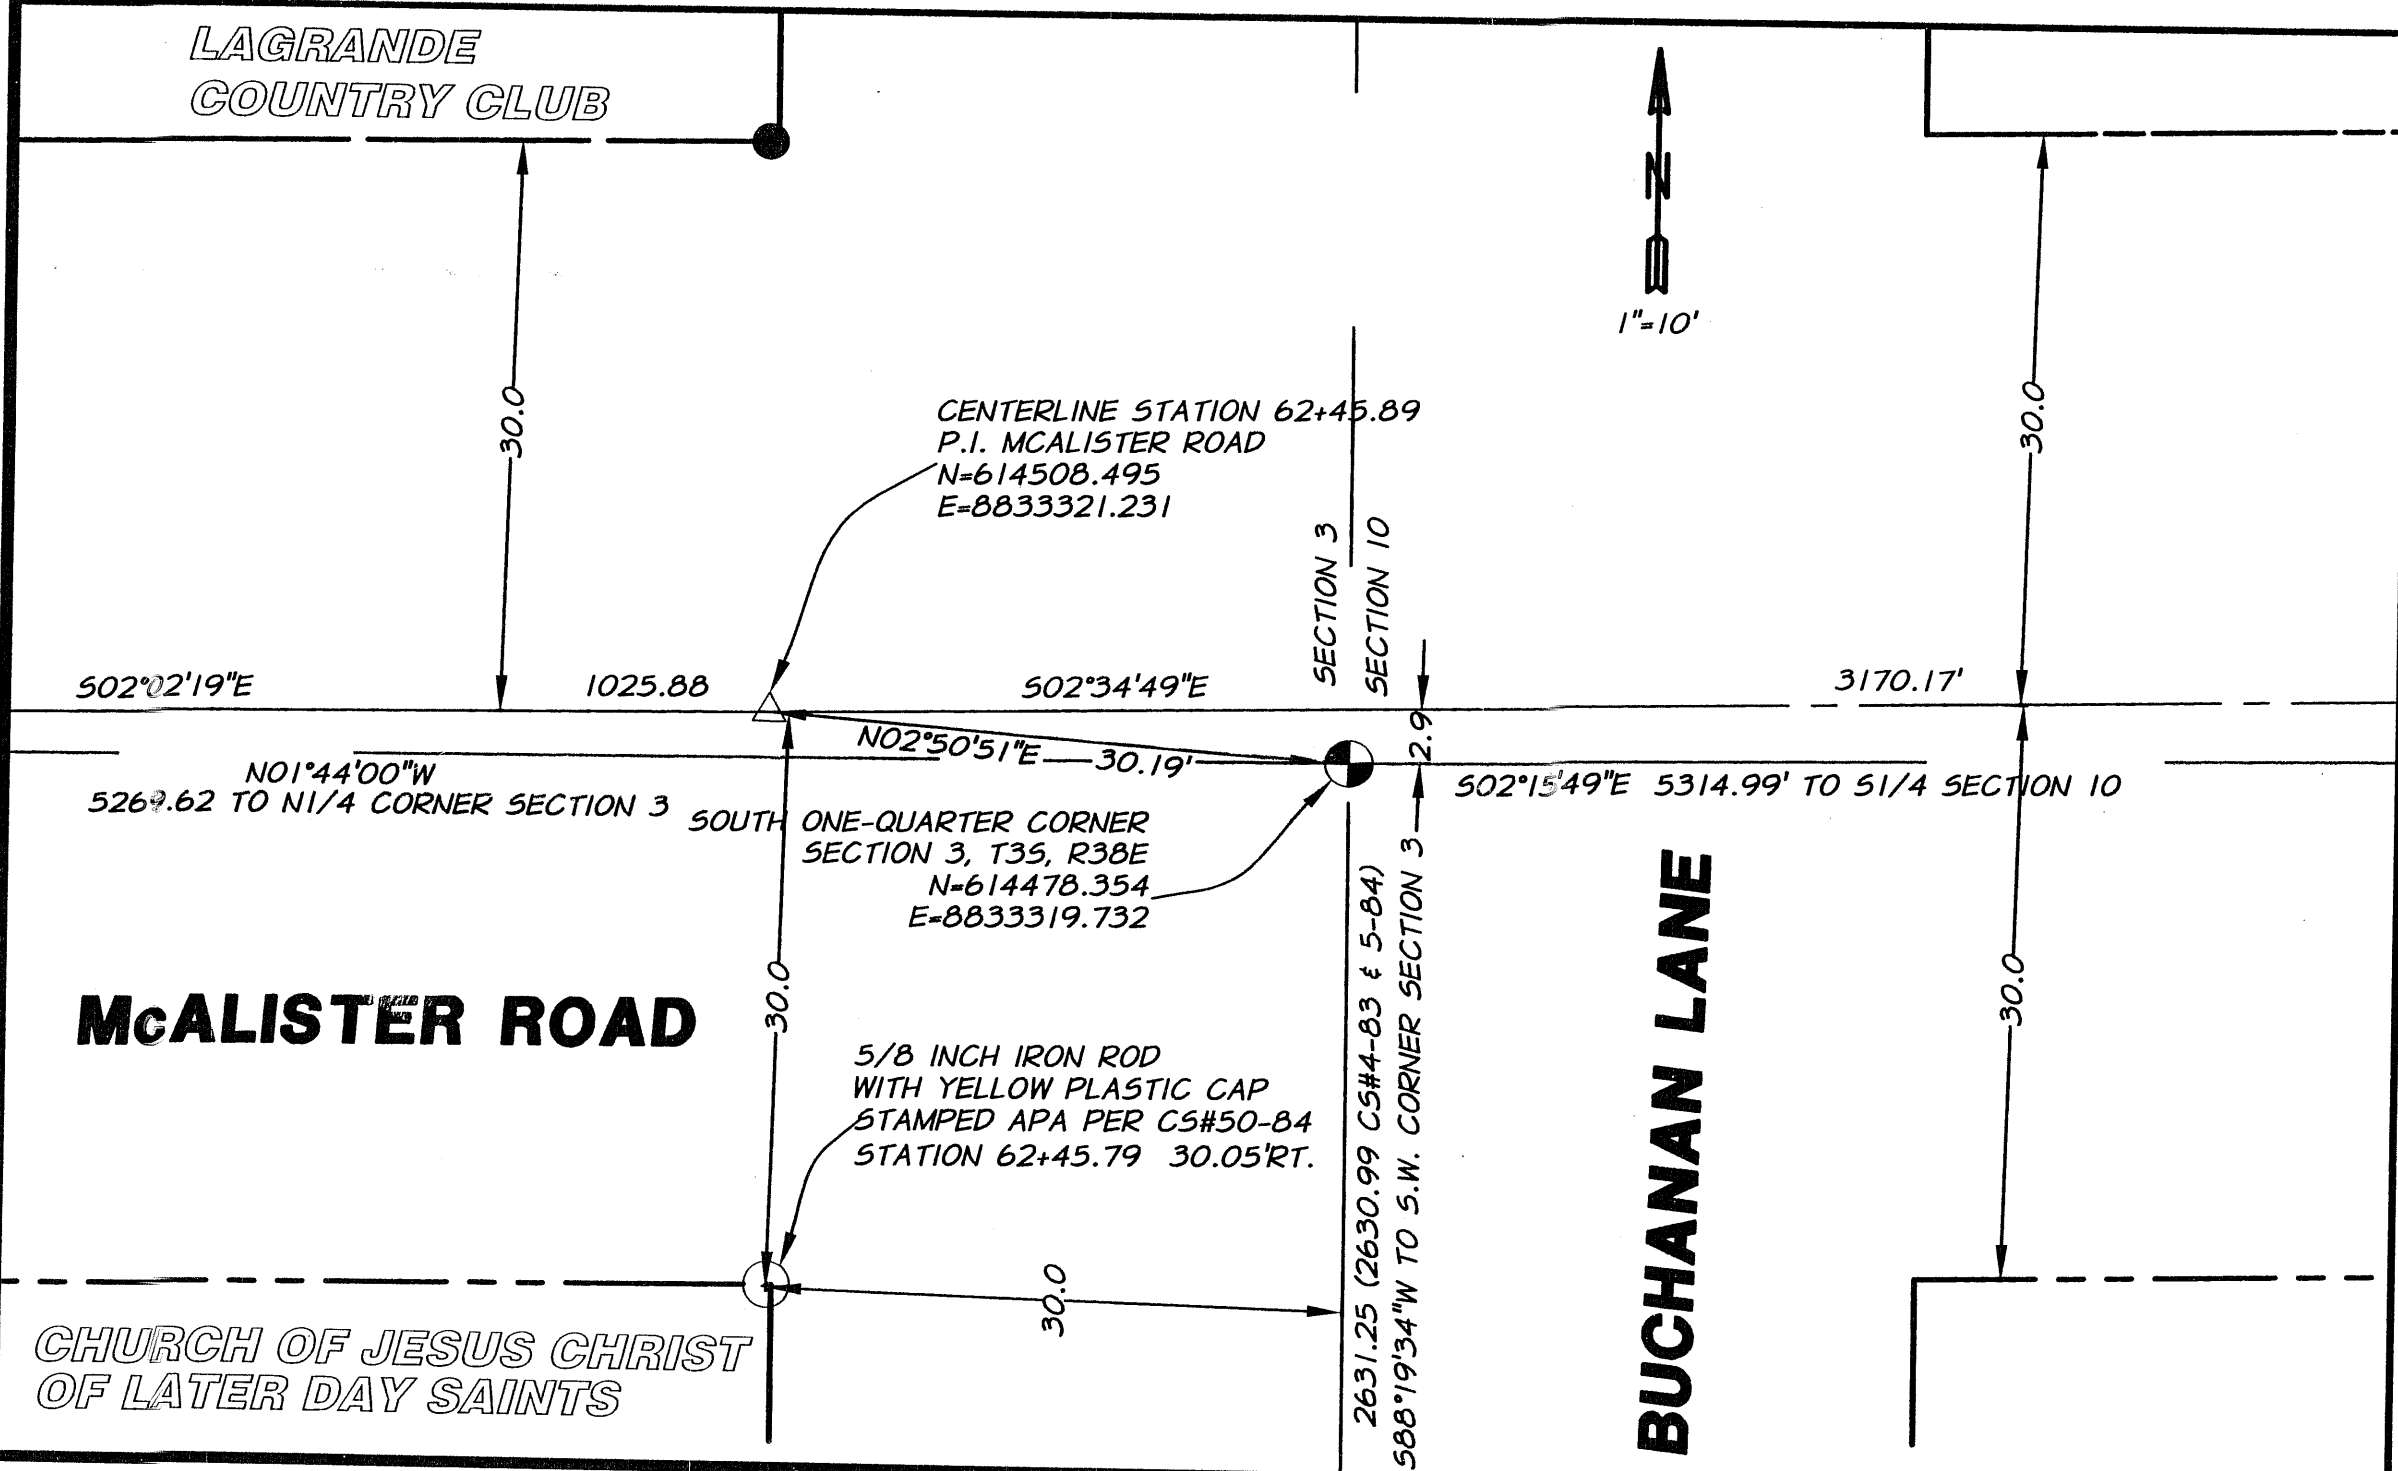 LAGRANDE
COUNTRY CLUB
N
1"=10'
30.0
30.0
CENTERLINE STATION 62+45.89
P.I. MCALISTER ROAD
N=614508.495
E=8833321.231
SECTION 3
SECTION 10
S02°02'19"E
1025.88
S02°34'49"E
3170.17'
N02°50'51"E
30.19'
2.9
N01°44'00"W
TO N1/4 CORNER SECTION 3
S02°15'49"E 5314.99' TO S1/4 SECTION 10
SOUTH ONE-QUARTER CORNER
SECTION 3, T3S, R38E
N=614478.354
E=8833319.732
McALISTER ROAD
30.0
30.0
5/8 INCH IRON ROD
WITH YELLOW PLASTIC CAP
STAMPED APA PER CS#50-84
STATION 62+45.79 30.05'RT.
30.0
2631.25 (2630.99 CS#4-83 & 5-84)
S88°19'34"W TO S.W. CORNER SECTION 3
BUCHANAN LANE
CHURCH OF JESUS CHRIST
OF LATER DAY SAINTS